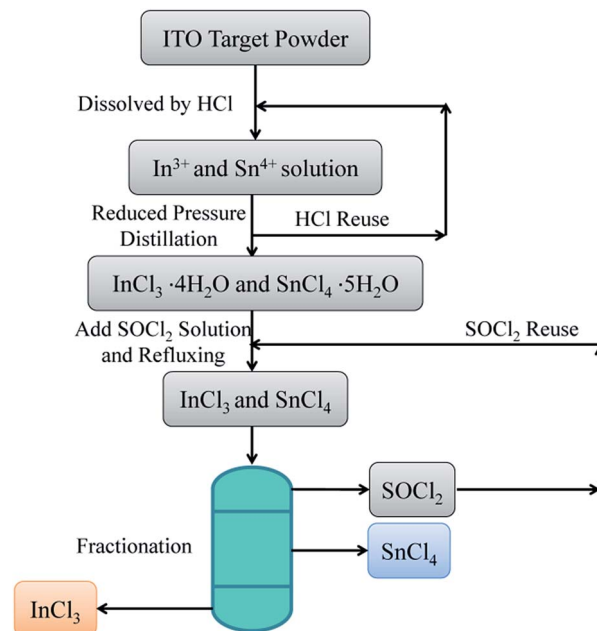 ITO Target Powder
Dissolved by HCl
In³⁺ and Sn⁴⁺ solution
Reduced Pressure
Distillation
HCl Reuse
InCl₃ ·4H₂O and SnCl₄ ·5H₂O
Add SOCl₂ Solution
and Refluxing
SOCl₂ Reuse
InCl₃ and SnCl₄
SOCl₂
Fractionation
SnCl₄
InCl₃